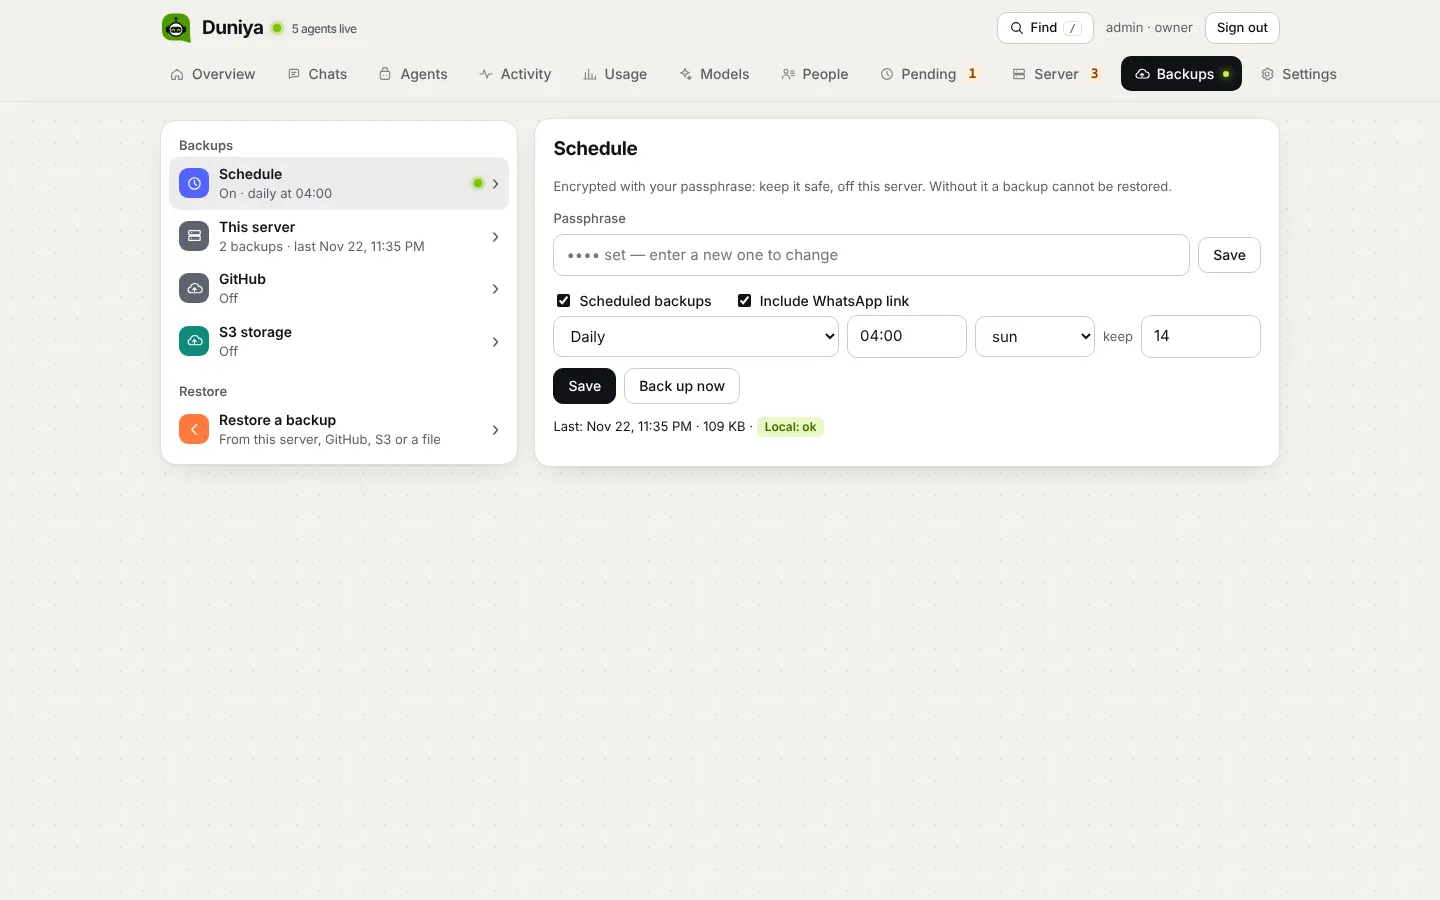 Duniya 5 agents live
Find / admin · owner Sign out
Overview Chats Agents Activity Usage Models People Pending 1 Server 3 Backups Settings
Backups
Schedule
On · daily at 04:00
This server
2 backups · last Nov 22, 11:35 PM
GitHub
Off
S3 storage
Off
Restore
Restore a backup
From this server, GitHub, S3 or a file
Schedule
Encrypted with your passphrase: keep it safe, off this server. Without it a backup cannot be restored.
Passphrase
•••• set — enter a new one to change Save
Scheduled backups Include WhatsApp link
Daily 04:00 sun keep 14
Save Back up now
Last: Nov 22, 11:35 PM · 109 KB · Local: ok